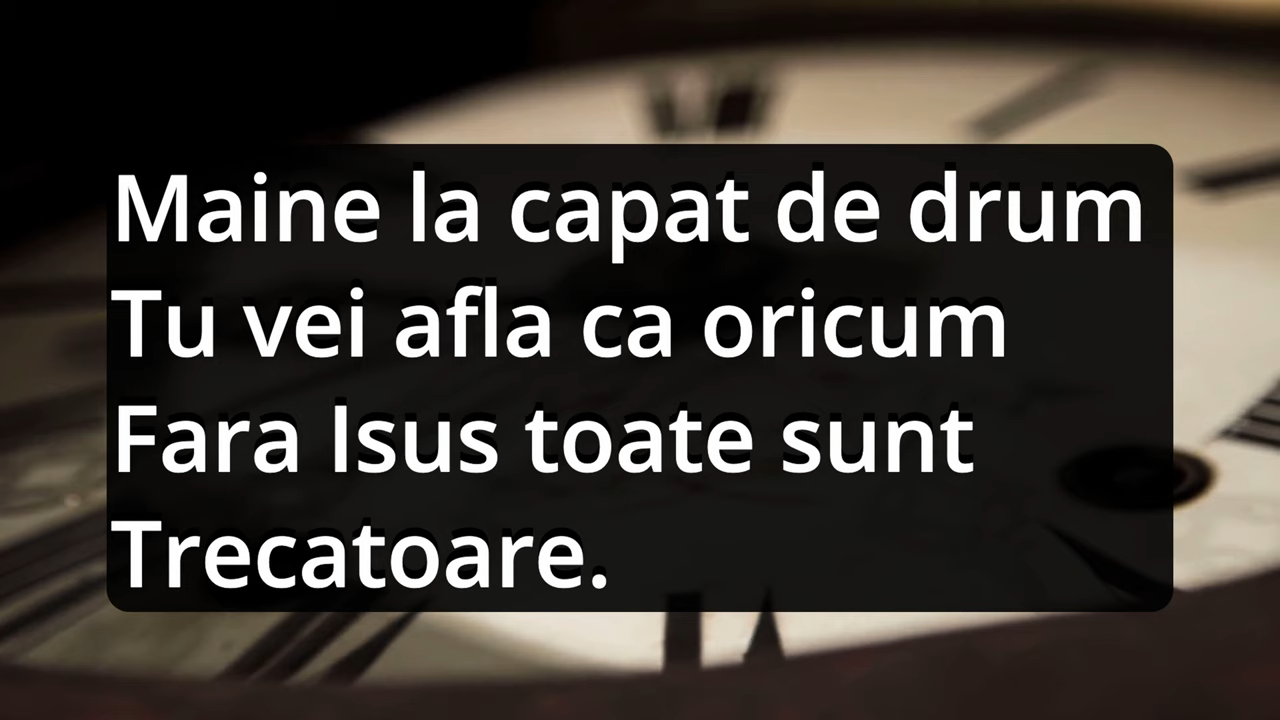 Maine la capat de drum
Tu vei afla ca oricum
Fara Isus toate sunt
Trecatoare.